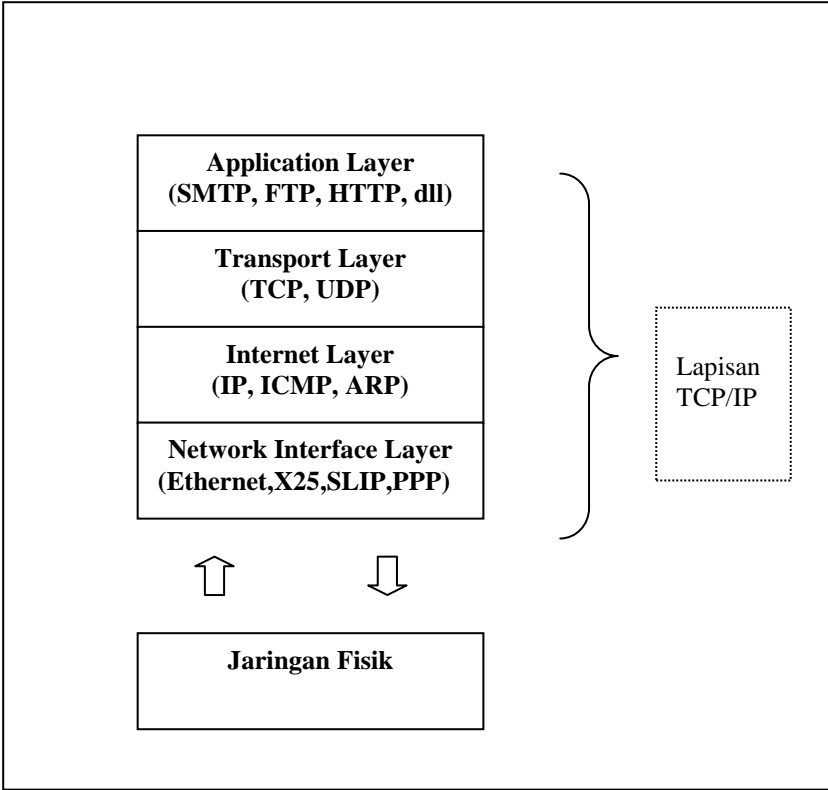 Application Layer
(SMTP, FTP, HTTP, dll)
Transport Layer
(TCP, UDP)
Internet Layer
(IP, ICMP, ARP)
Network Interface Layer
(Ethernet,X25,SLIP,PPP)
Lapisan
TCP/IP
Jaringan Fisik